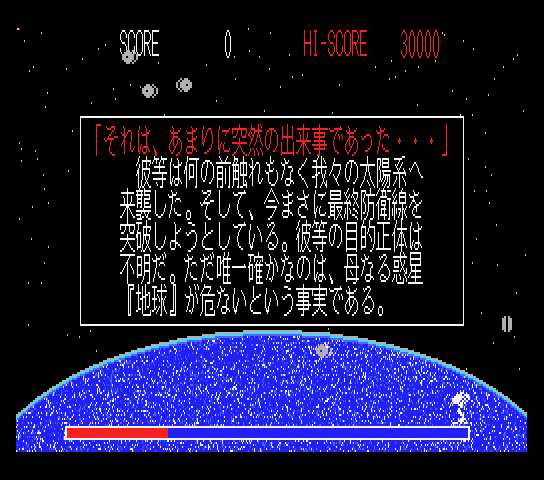 SCORE 0 HI-SCORE 30000
「それは、あまりに突然の出来事であった・・・」
彼等は何の前触れもなく我々の太陽系へ
来襲した。そして、今まさに最終防衛線を
突破しようとしている。彼等の目的正体は
不明だ。ただ唯一確かなのは、母なる惑星
『地球』が危ないという事実である。